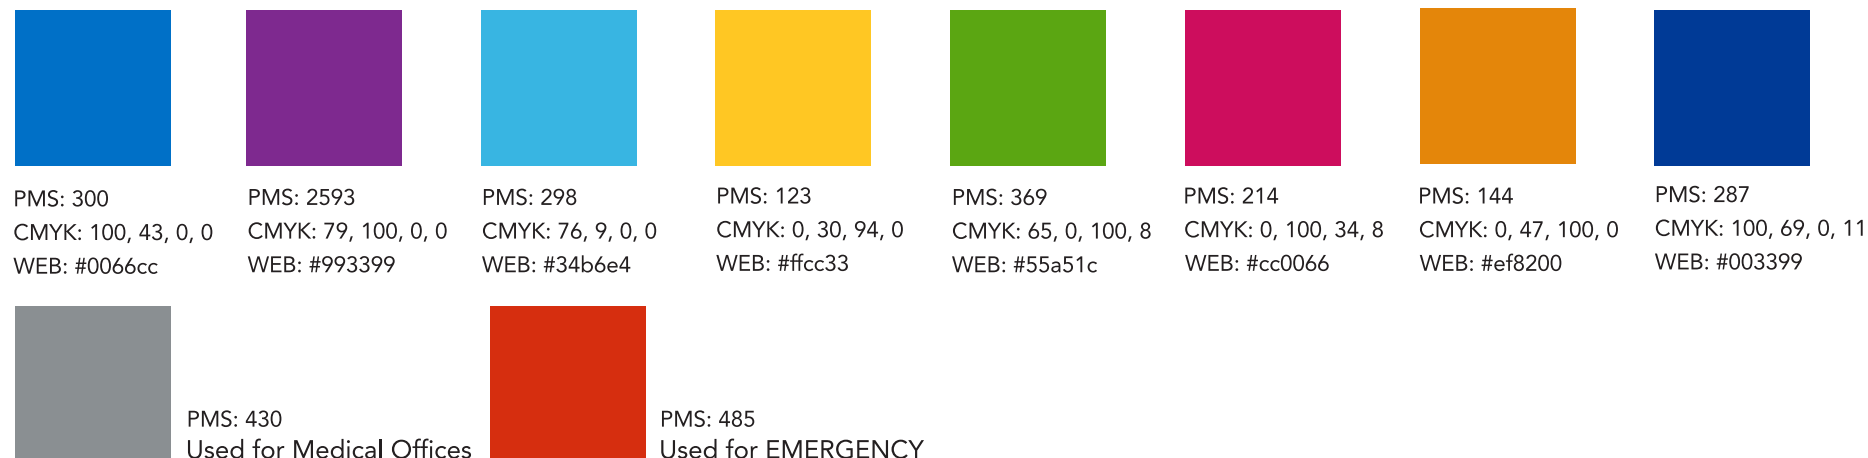 PMS: 300
CMYK: 100, 43, 0, 0
WEB: #0066cc
PMS: 2593
CMYK: 79, 100, 0, 0
WEB: #993399
PMS: 298
CMYK: 76, 9, 0, 0
WEB: #34b6e4
PMS: 123
CMYK: 0, 30, 94, 0
WEB: #ffcc33
PMS: 369
CMYK: 65, 0, 100, 8
WEB: #55a51c
PMS: 214
CMYK: 0, 100, 34, 8
WEB: #cc0066
PMS: 144
CMYK: 0, 47, 100, 0
WEB: #ef8200
PMS: 287
CMYK: 100, 69, 0, 11
WEB: #003399
PMS: 430
Used for Medical Offices
PMS: 485
Used for EMERGENCY